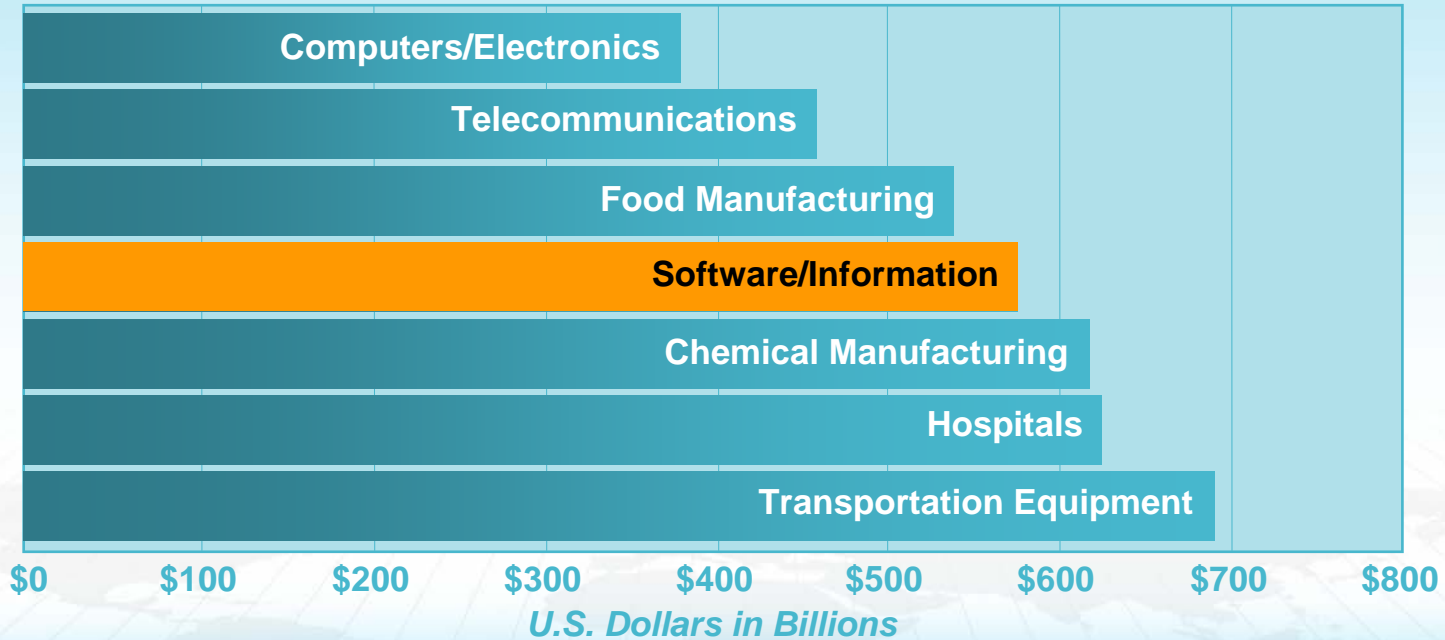 Computers/Electronics
Telecommunications
Food Manufacturing
Software/Information
Chemical Manufacturing
Hospitals
Transportation Equipment
$0 $100 $200 $300 $400 $500 $600 $700 $800
U.S. Dollars in Billions